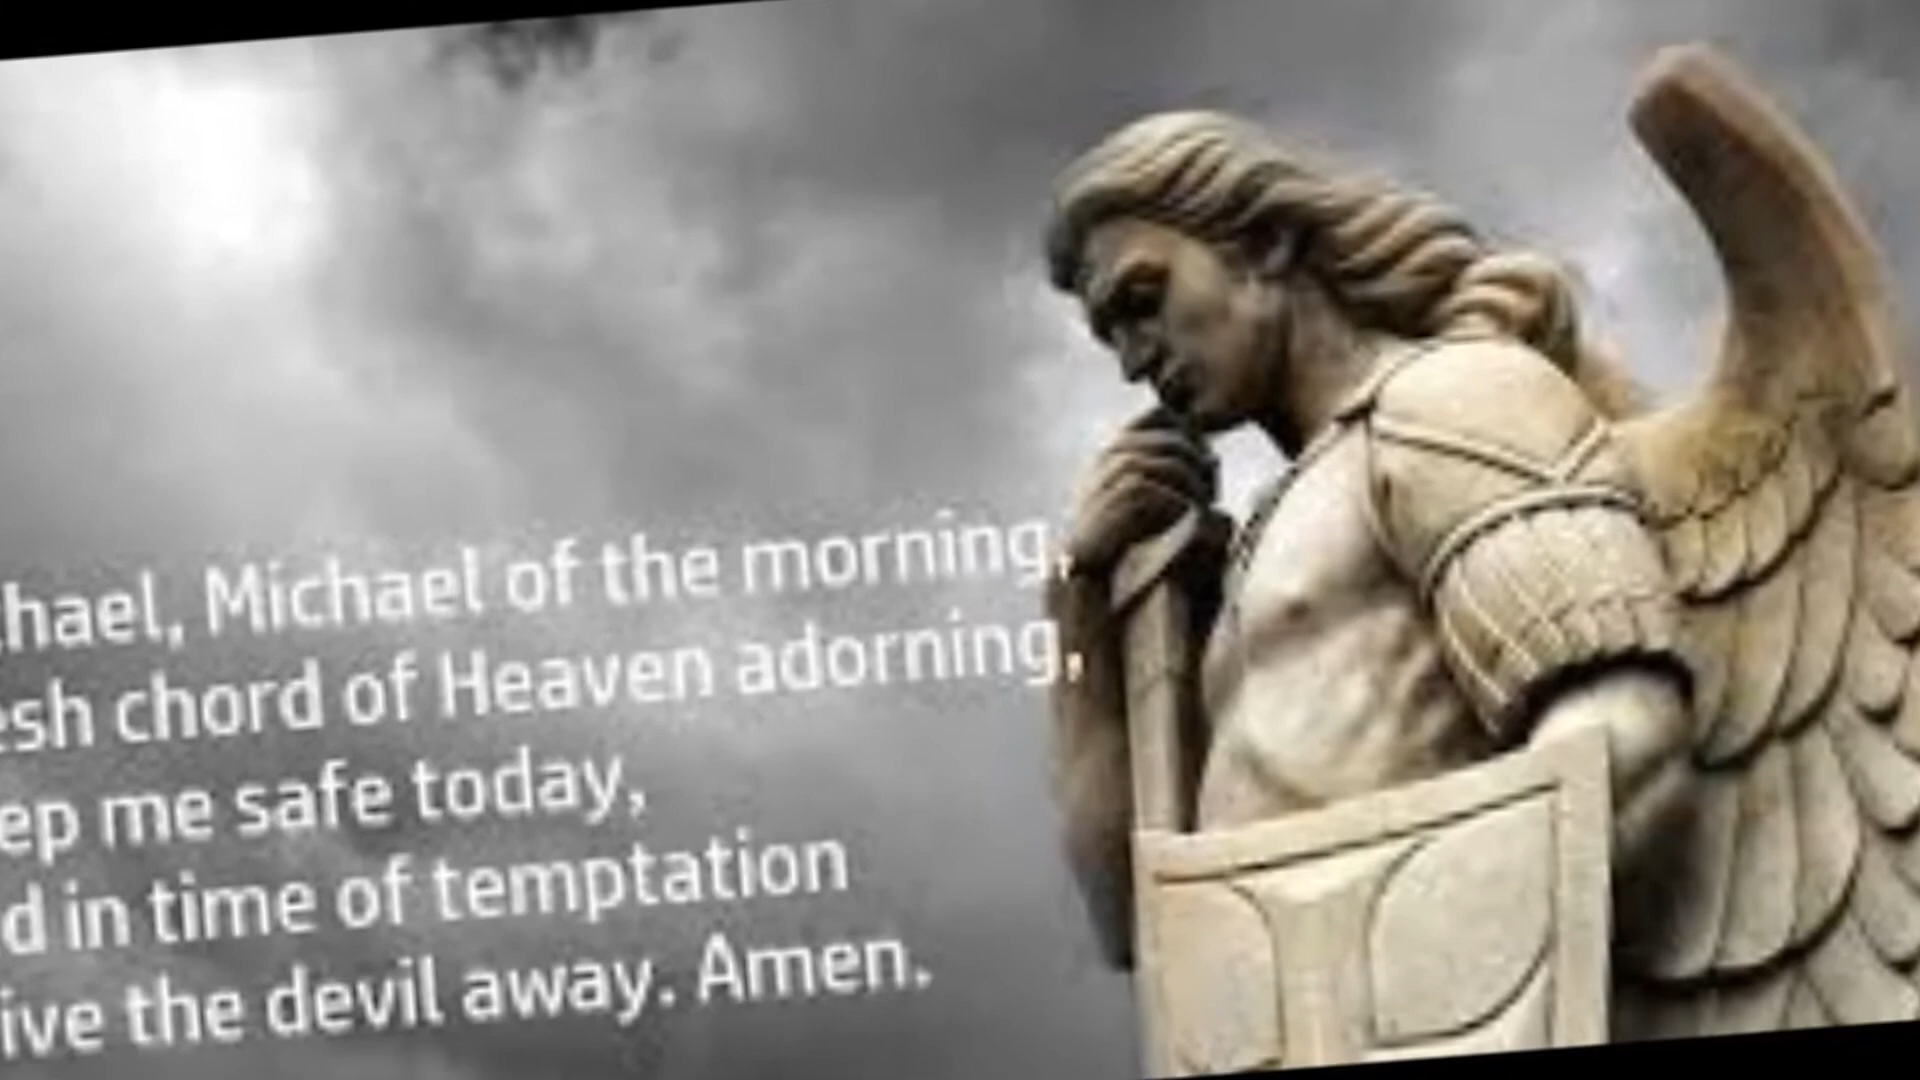 chael, Michael of the morning,
esh chord of Heaven adorning,
ep me safe today,
d in time of temptation
ive the devil away. Amen.